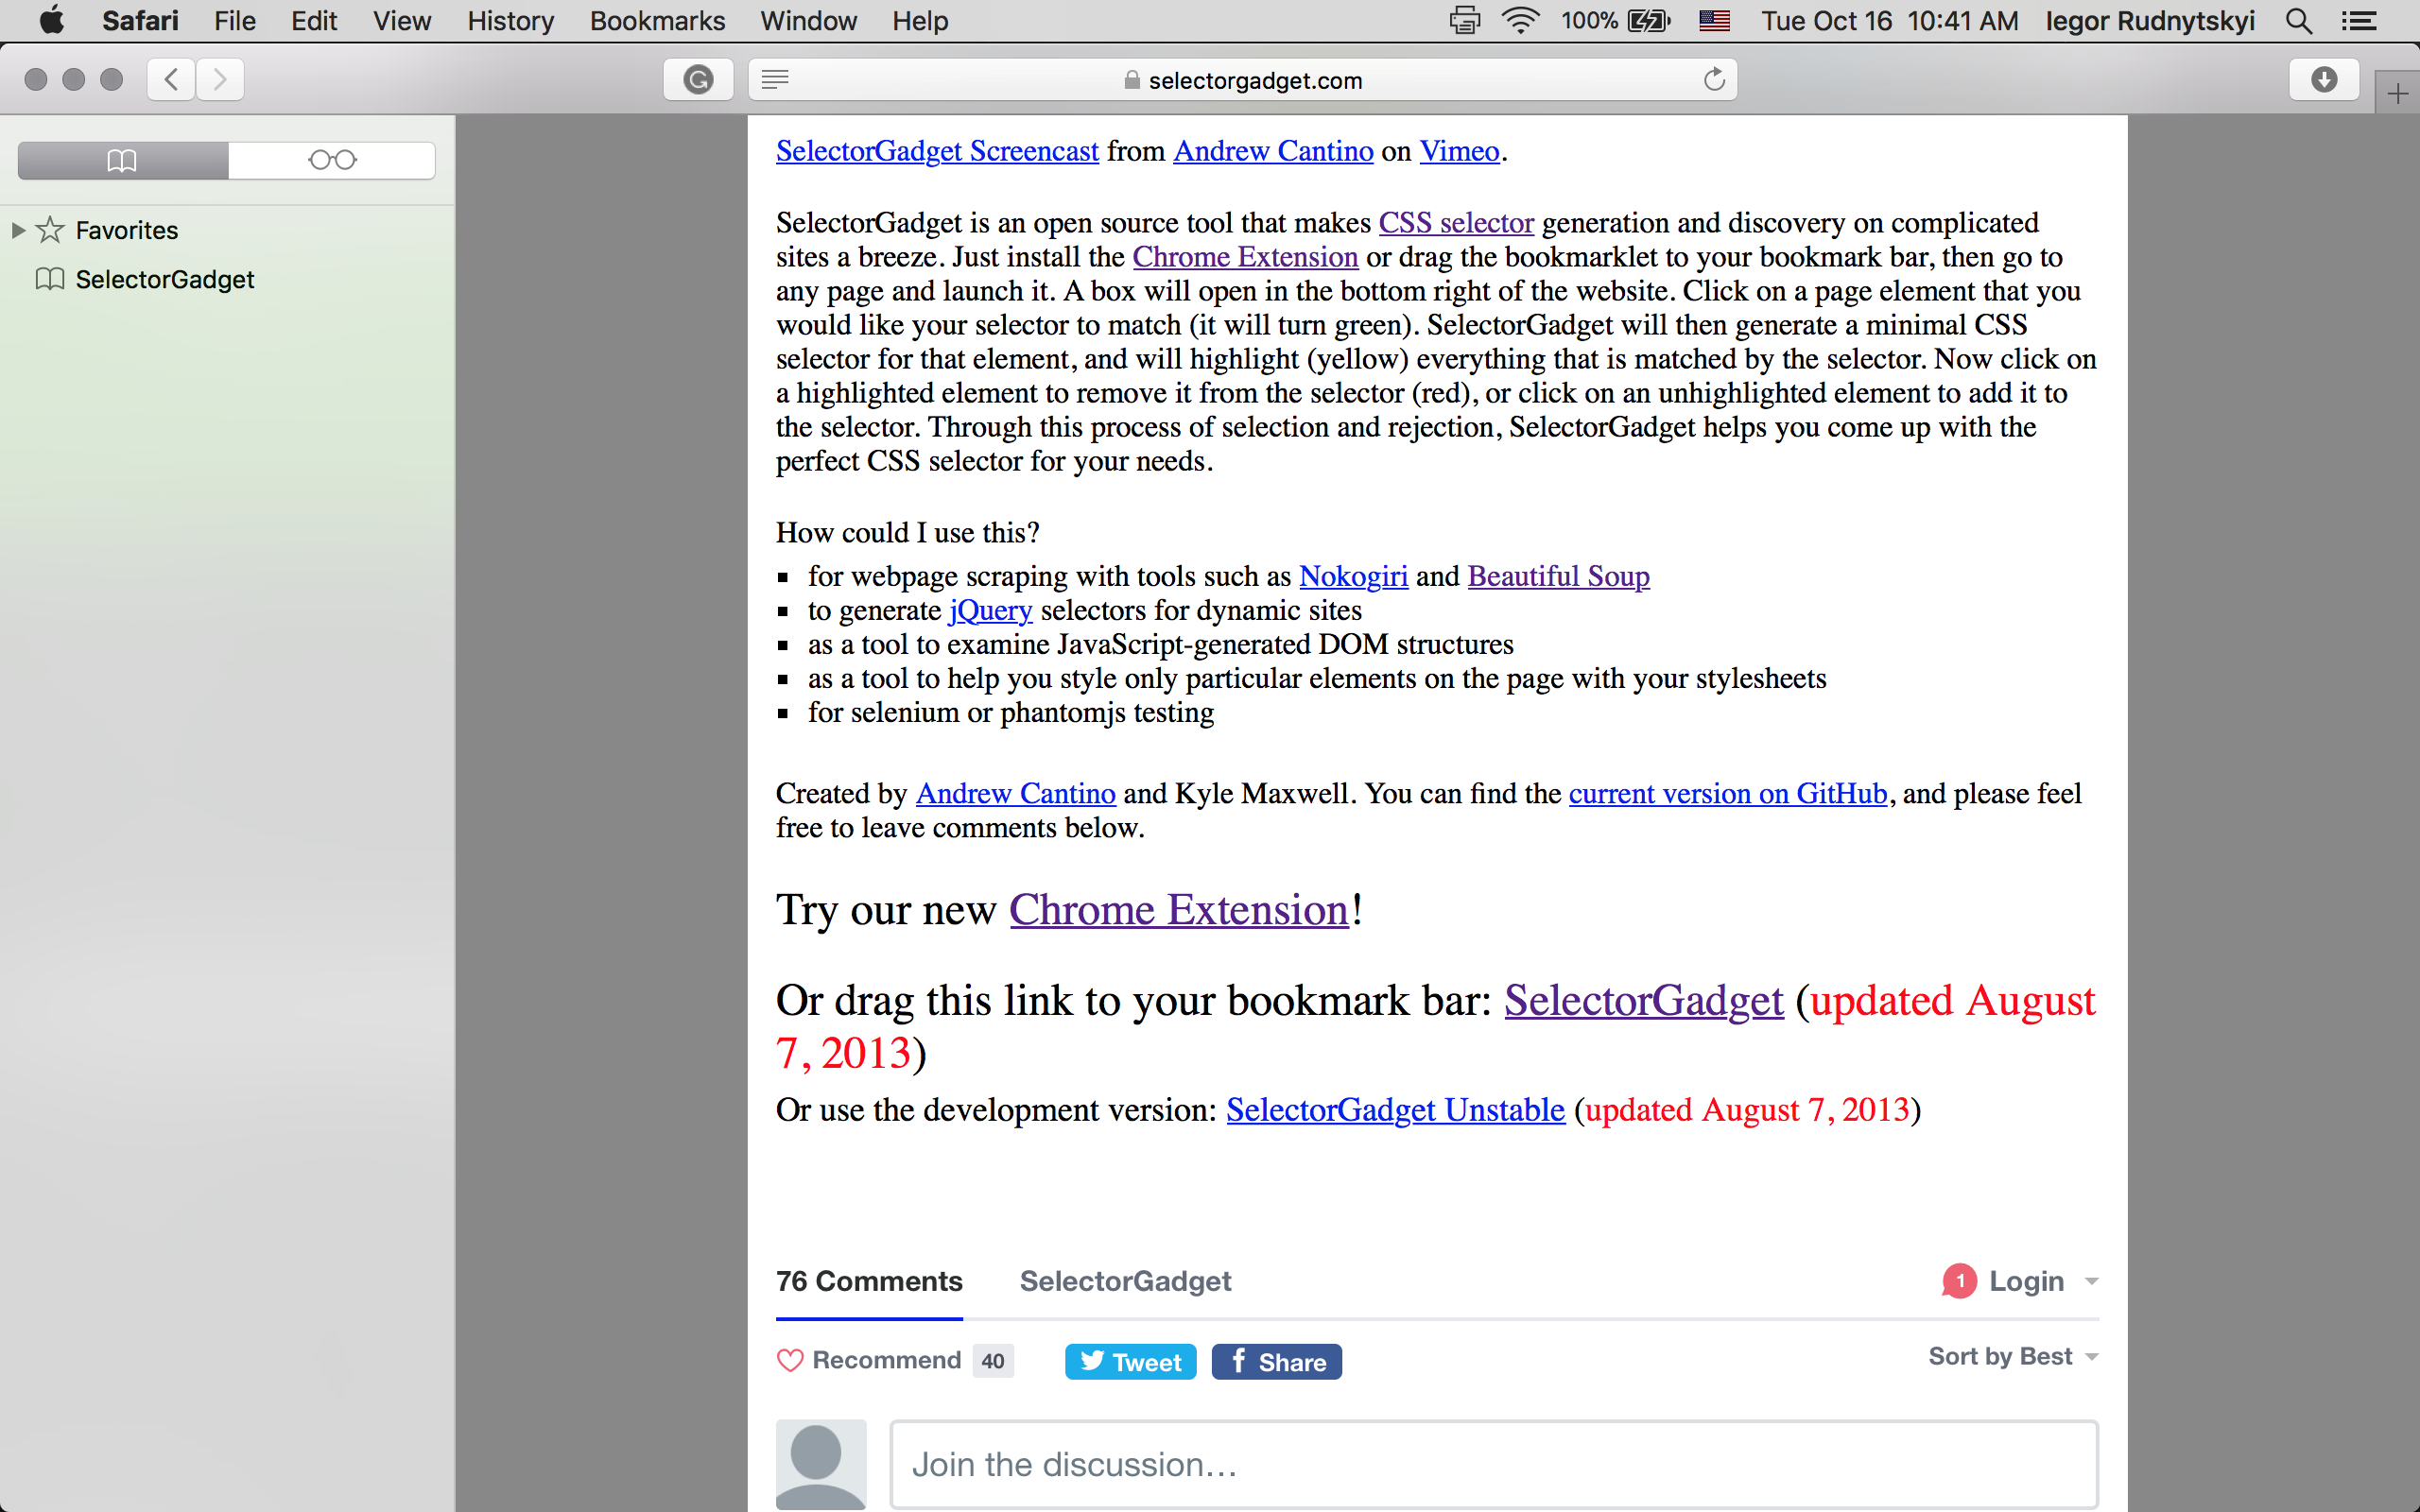 Safari File Edit View History Bookmarks Window Help 100% Tue Oct 16 10:41 AM Iegor Rudnytskyi
selectorgadget.com
Favorites
SelectorGadget
SelectorGadget Screencast from Andrew Cantino on Vimeo.
SelectorGadget is an open source tool that makes CSS selector generation and discovery on complicated
sites a breeze. Just install the Chrome Extension or drag the bookmarklet to your bookmark bar, then go to
any page and launch it. A box will open in the bottom right of the website. Click on a page element that you
would like your selector to match (it will turn green). SelectorGadget will then generate a minimal CSS
selector for that element, and will highlight (yellow) everything that is matched by the selector. Now click on
a highlighted element to remove it from the selector (red), or click on an unhighlighted element to add it to
the selector. Through this process of selection and rejection, SelectorGadget helps you come up with the
perfect CSS selector for your needs.
How could I use this?
▪ for webpage scraping with tools such as Nokogiri and Beautiful Soup
▪ to generate jQuery selectors for dynamic sites
▪ as a tool to examine JavaScript-generated DOM structures
▪ as a tool to help you style only particular elements on the page with your stylesheets
▪ for selenium or phantomjs testing
Created by Andrew Cantino and Kyle Maxwell. You can find the current version on GitHub, and please feel
free to leave comments below.
Try our new Chrome Extension!
Or drag this link to your bookmark bar: SelectorGadget (updated August
7, 2013)
Or use the development version: SelectorGadget Unstable (updated August 7, 2013)
76 Comments SelectorGadget 1 Login
Recommend 40 Tweet f Share Sort by Best
Join the discussion...